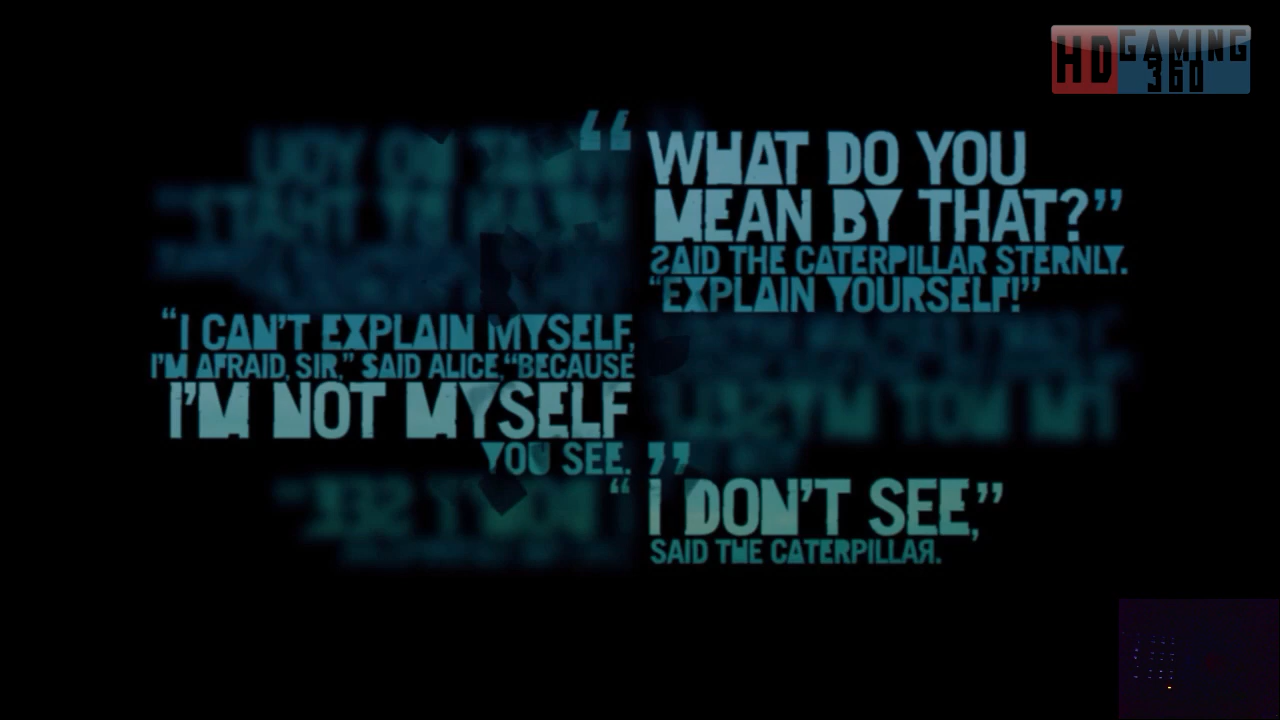 HD GAMING
360
“WHAT DO YOU
MEAN BY THAT?”
SAID THE CATERPILLAR STERNLY.
“EXPLAIN YOURSELF!”
“I CAN’T EXPLAIN MYSELF,
I’M AFRAID, SIR,” SAID ALICE, “BECAUSE
I’M NOT MYSELF
YOU SEE.”
“I DON’T SEE,”
SAID THE CATERPILLAR.